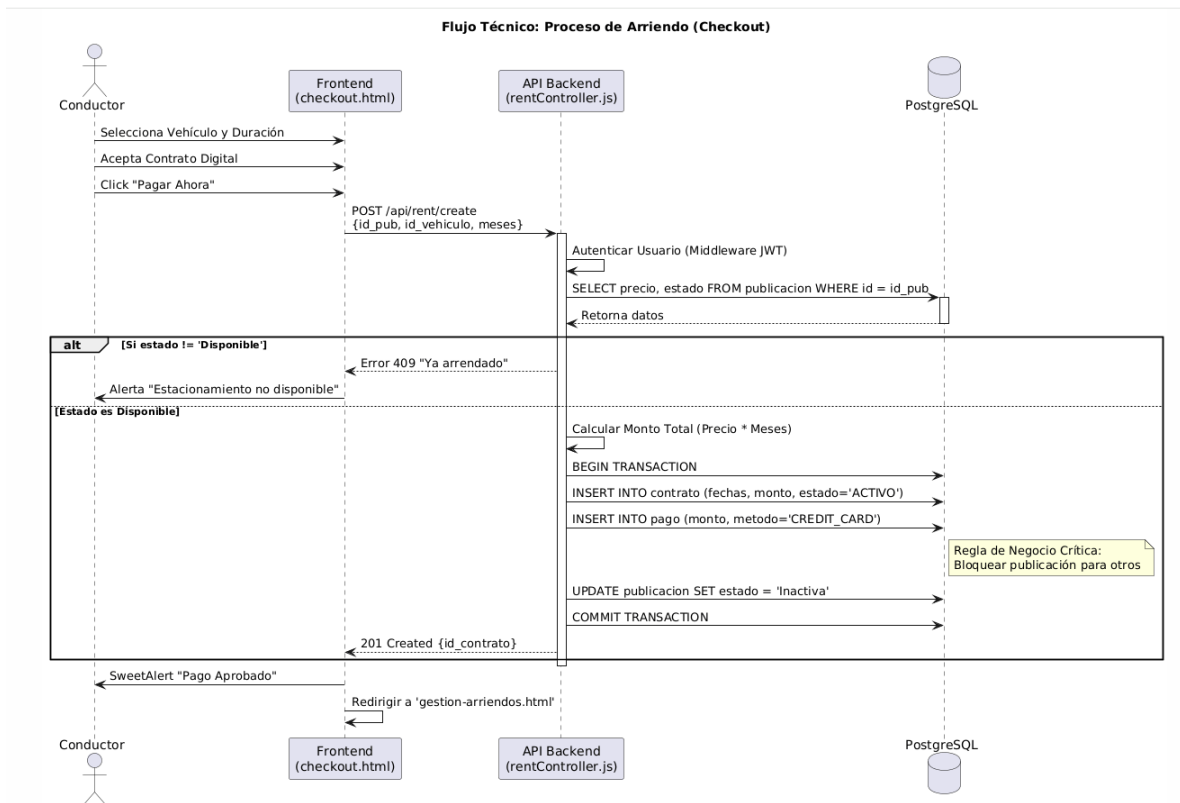 Flujo Técnico: Proceso de Arriendo (Checkout)
Conductor
Frontend
(checkout.html)
API Backend
(rentController.js)
PostgreSQL
Selecciona Vehículo y Duración
Acepta Contrato Digital
Click "Pagar Ahora"
POST /api/rent/create
{id_pub, id_vehiculo, meses}
Autenticar Usuario (Middleware JWT)
SELECT precio, estado FROM publicacion WHERE id = id_pub
Retorna datos
alt
[Si estado != 'Disponible']
Error 409 "Ya arrendado"
Alerta "Estacionamiento no disponible"
[Estado es Disponible]
Calcular Monto Total (Precio * Meses)
BEGIN TRANSACTION
INSERT INTO contrato (fechas, monto, estado='ACTIVO')
INSERT INTO pago (monto, metodo='CREDIT_CARD')
Regla de Negocio Crítica:
Bloquear publicación para otros
UPDATE publicacion SET estado = 'Inactiva'
COMMIT TRANSACTION
201 Created {id_contrato}
SweetAlert "Pago Aprobado"
Redirigir a 'gestion-arriendos.html'
Conductor
Frontend
(checkout.html)
API Backend
(rentController.js)
PostgreSQL